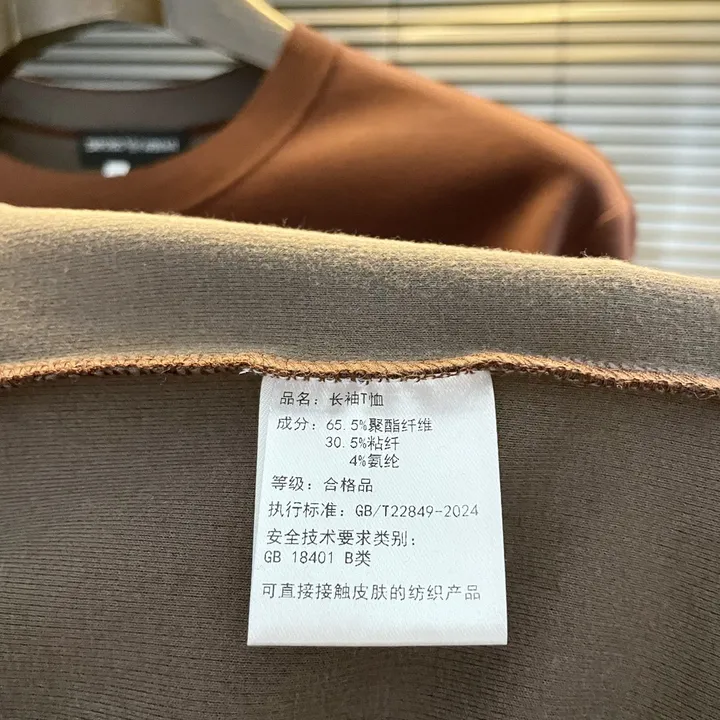 品名：长袖T恤
成分：65.5%聚酯纤维
30.5%粘纤
4%氨纶
等级：合格品
执行标准：GB/T22849-2024
安全技术要求类别：
GB 18401 B类
可直接接触皮肤的纺织产品